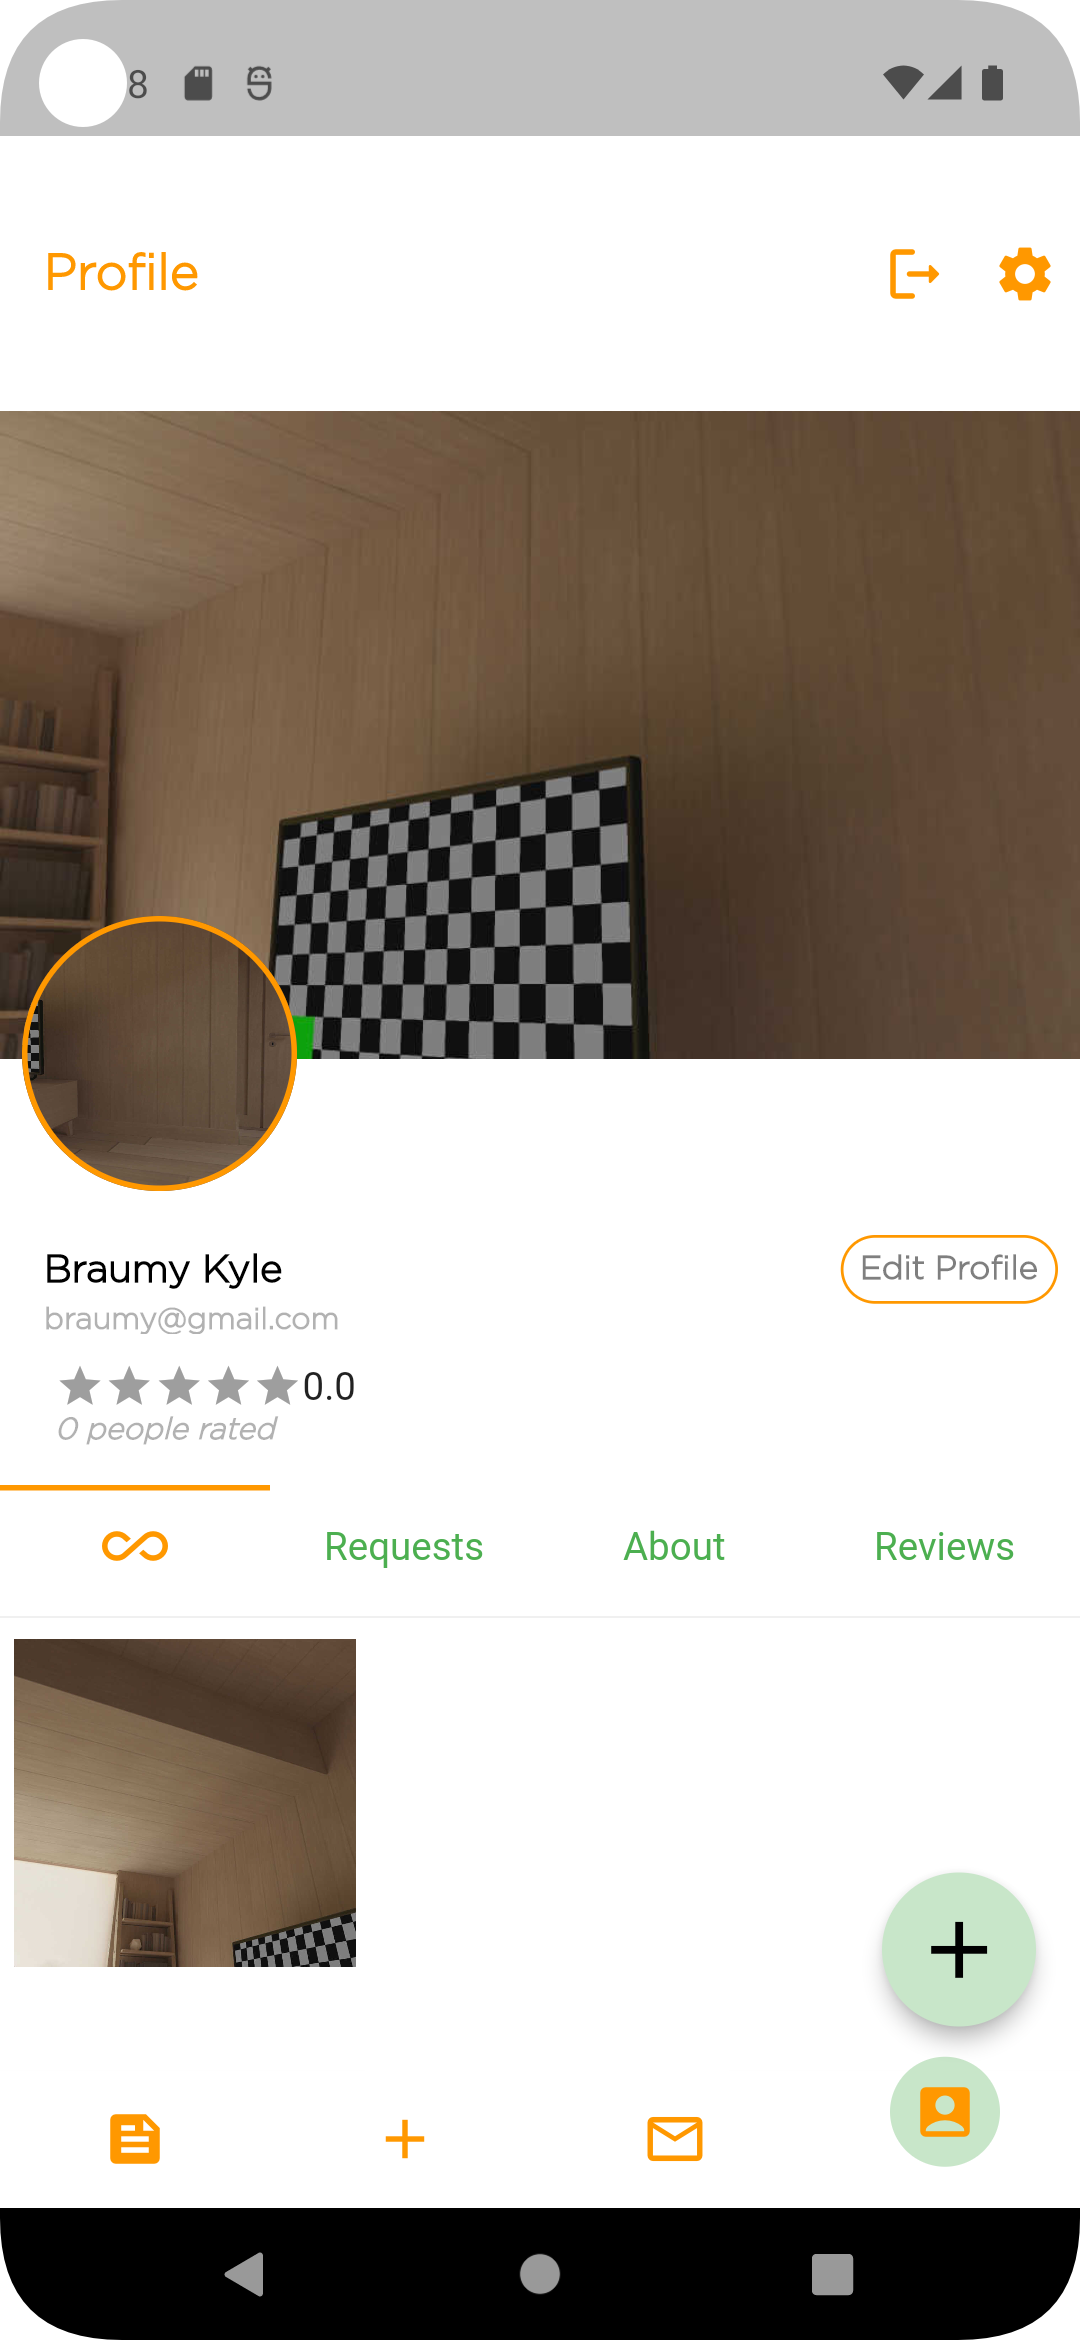 8
Profile
Braumy Kyle
Edit Profile
braumy@gmail.com
0.0
0 people rated
Requests
About
Reviews